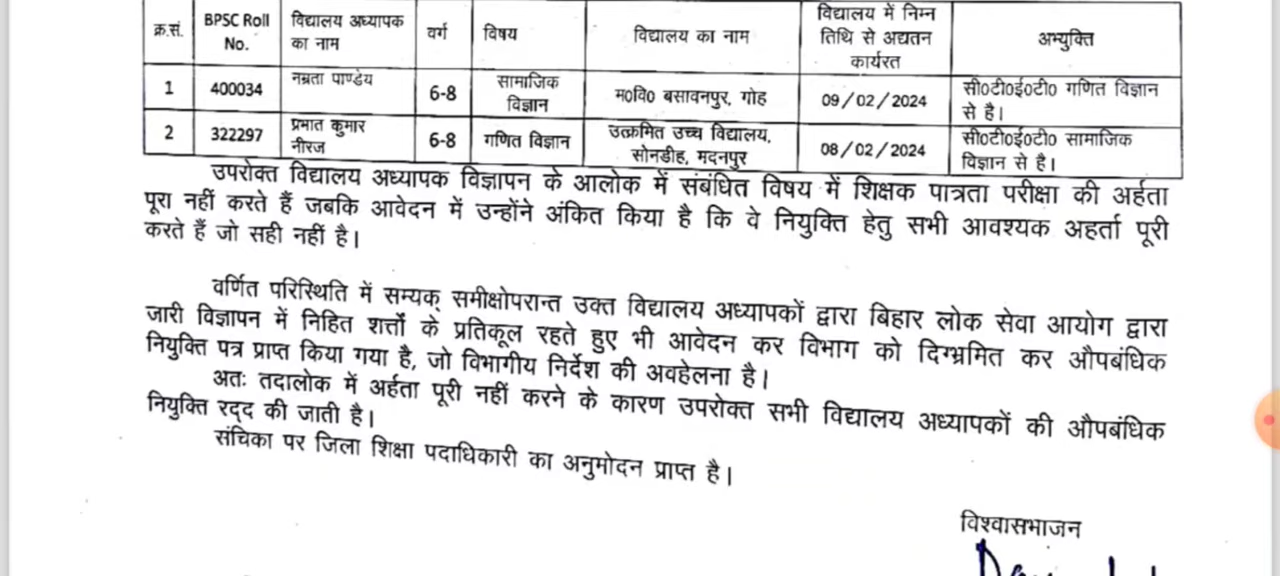 क्र.सं. BPSC Roll No. विद्यालय अध्यापक का नाम वर्ग विषय विद्यालय का नाम विद्यालय में निम्न तिथि से अद्यतन कार्यरत अभ्युक्ति
1 400034 नम्रता पाण्डेय 6-8 सामाजिक विज्ञान म0वि0 बसावनपुर, गोह 09/02/2024 सी0टी0ई0टी0 गणित विज्ञान से है।
2 322297 प्रभात कुमार नीरज 6-8 गणित विज्ञान उत्क्रमित उच्च विद्यालय, सोनडीह, मदनपुर 08/02/2024 सी0टी0ई0टी0 सामाजिक विज्ञान से है।
उपरोक्त विद्यालय अध्यापक विज्ञापन के आलोक में संबंधित विषय में शिक्षक पात्रता परीक्षा की अर्हता
पूरा नहीं करते हैं जबकि आवेदन में उन्होंने अंकित किया है कि वे नियुक्ति हेतु सभी आवश्यक अहर्ता पूरी
करते हैं जो सही नहीं है।
वर्णित परिस्थिति में सम्यक् समीक्षोपरान्त उक्त विद्यालय अध्यापकों द्वारा बिहार लोक सेवा आयोग द्वारा
जारी विज्ञापन में निहित शर्त्तों के प्रतिकूल रहते हुए भी आवेदन कर विभाग को दिग्भ्रमित कर औपबंधिक
नियुक्ति पत्र प्राप्त किया गया है, जो विभागीय निर्देश की अवहेलना है।
अतः तदालोक में अर्हता पूरी नहीं करने के कारण उपरोक्त सभी विद्यालय अध्यापकों की औपबंधिक
नियुक्ति रद्द की जाती है।
संचिका पर जिला शिक्षा पदाधिकारी का अनुमोदन प्राप्त है।
विश्वासभाजन